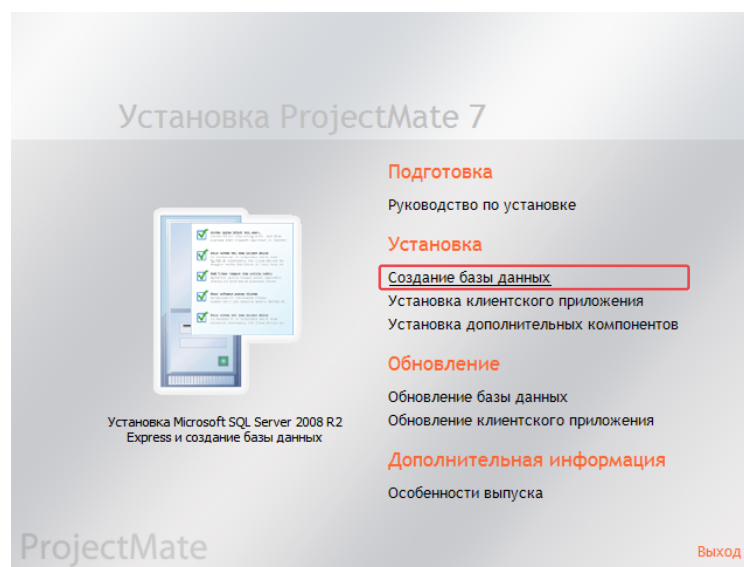 Установка ProjectMate 7
Подготовка
Руководство по установке
Установка
Создание базы данных
Установка клиентского приложения
Установка дополнительных компонентов
Обновление
Обновление базы данных
Обновление клиентского приложения
Дополнительная информация
Особенности выпуска
Установка Microsoft SQL Server 2008 R2
Express и создание базы данных
ProjectMate
Выход